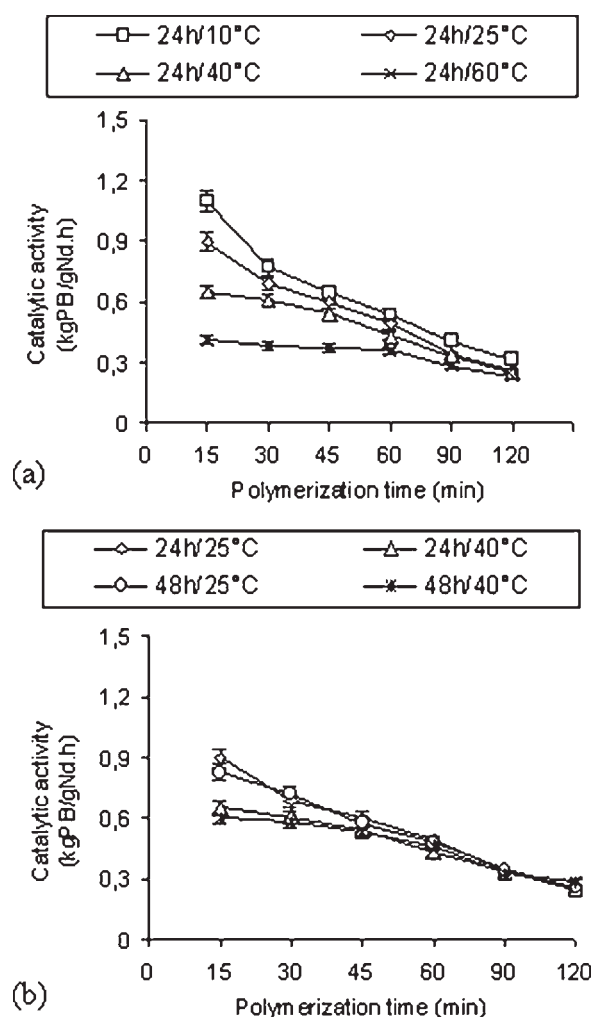 24h/10°C 24h/25°C
24h/40°C 24h/60°C
1,5
1,2
0,9
0,6
0,3
0
Catalytic activity
(kgPB/gNd.h)
0 15 30 45 60 90 120
Polymerization time (min)
(a)
24h/25°C 24h/40°C
48h/25°C 48h/40°C
1,5
1,2
0,9
0,6
0,3
0
Catalytic activity
(kgPB/gNd.h)
0 15 30 45 60 90 120
Polymerization time (min)
(b)